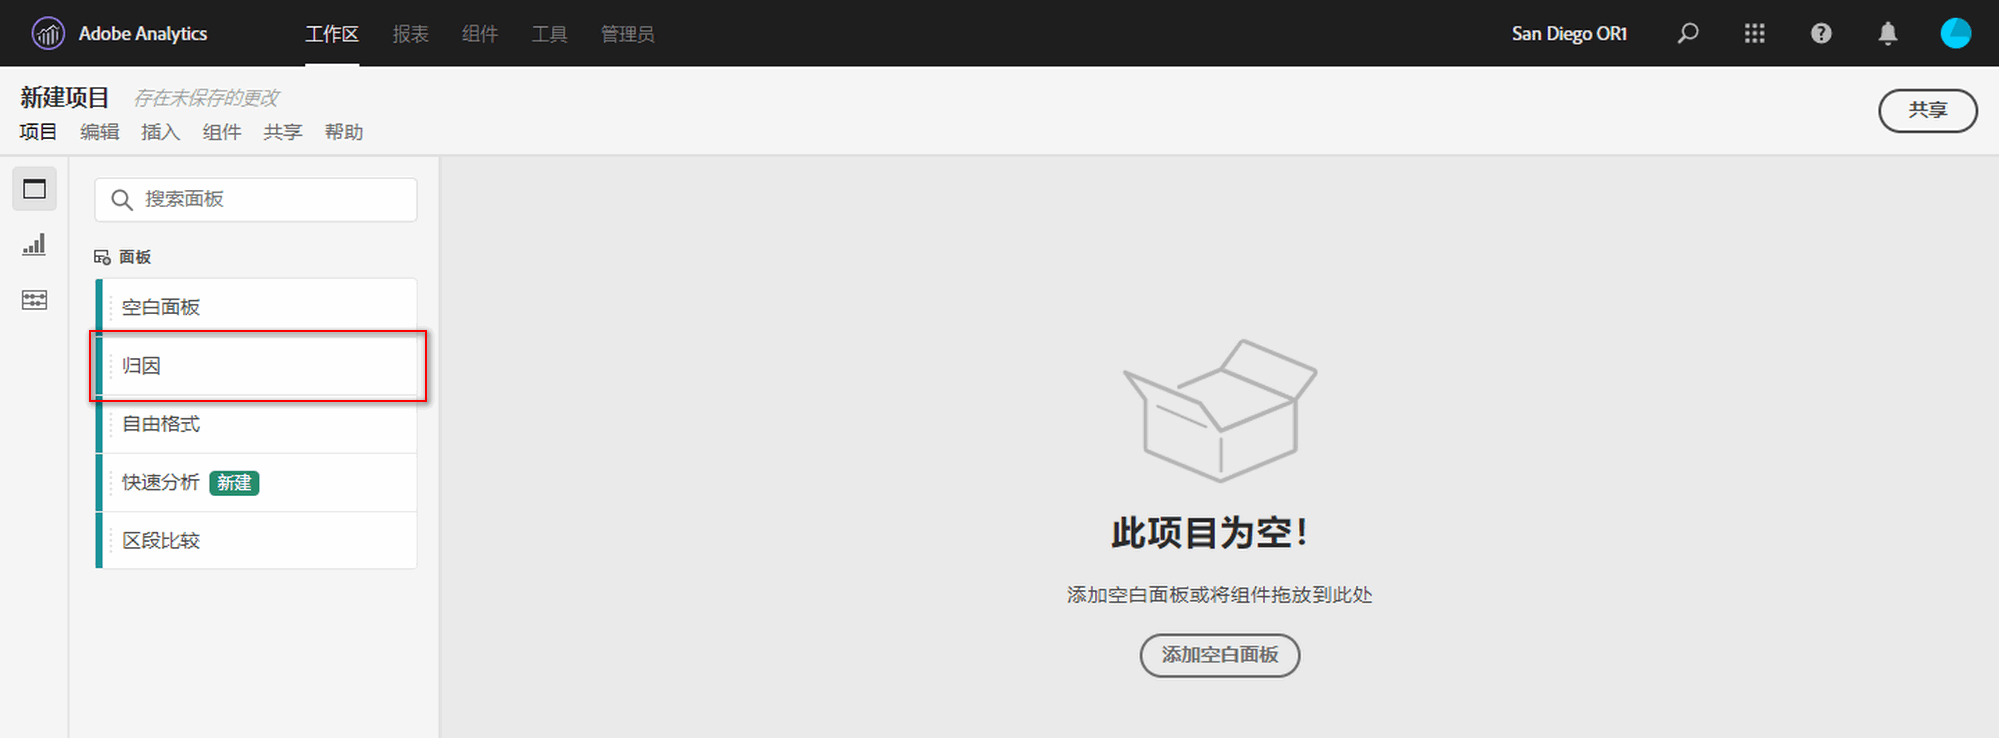 Adobe Analytics 工作区 报表 组件 工具 管理员 San Diego OR1
新建项目 存在未保存的更改
共享
项目 编辑 插入 组件 共享 帮助
搜索面板
面板
空白面板
归因
自由格式
快速分析 新建
区段比较
此项目为空!
添加空白面板或将组件拖放到此处
添加空白面板